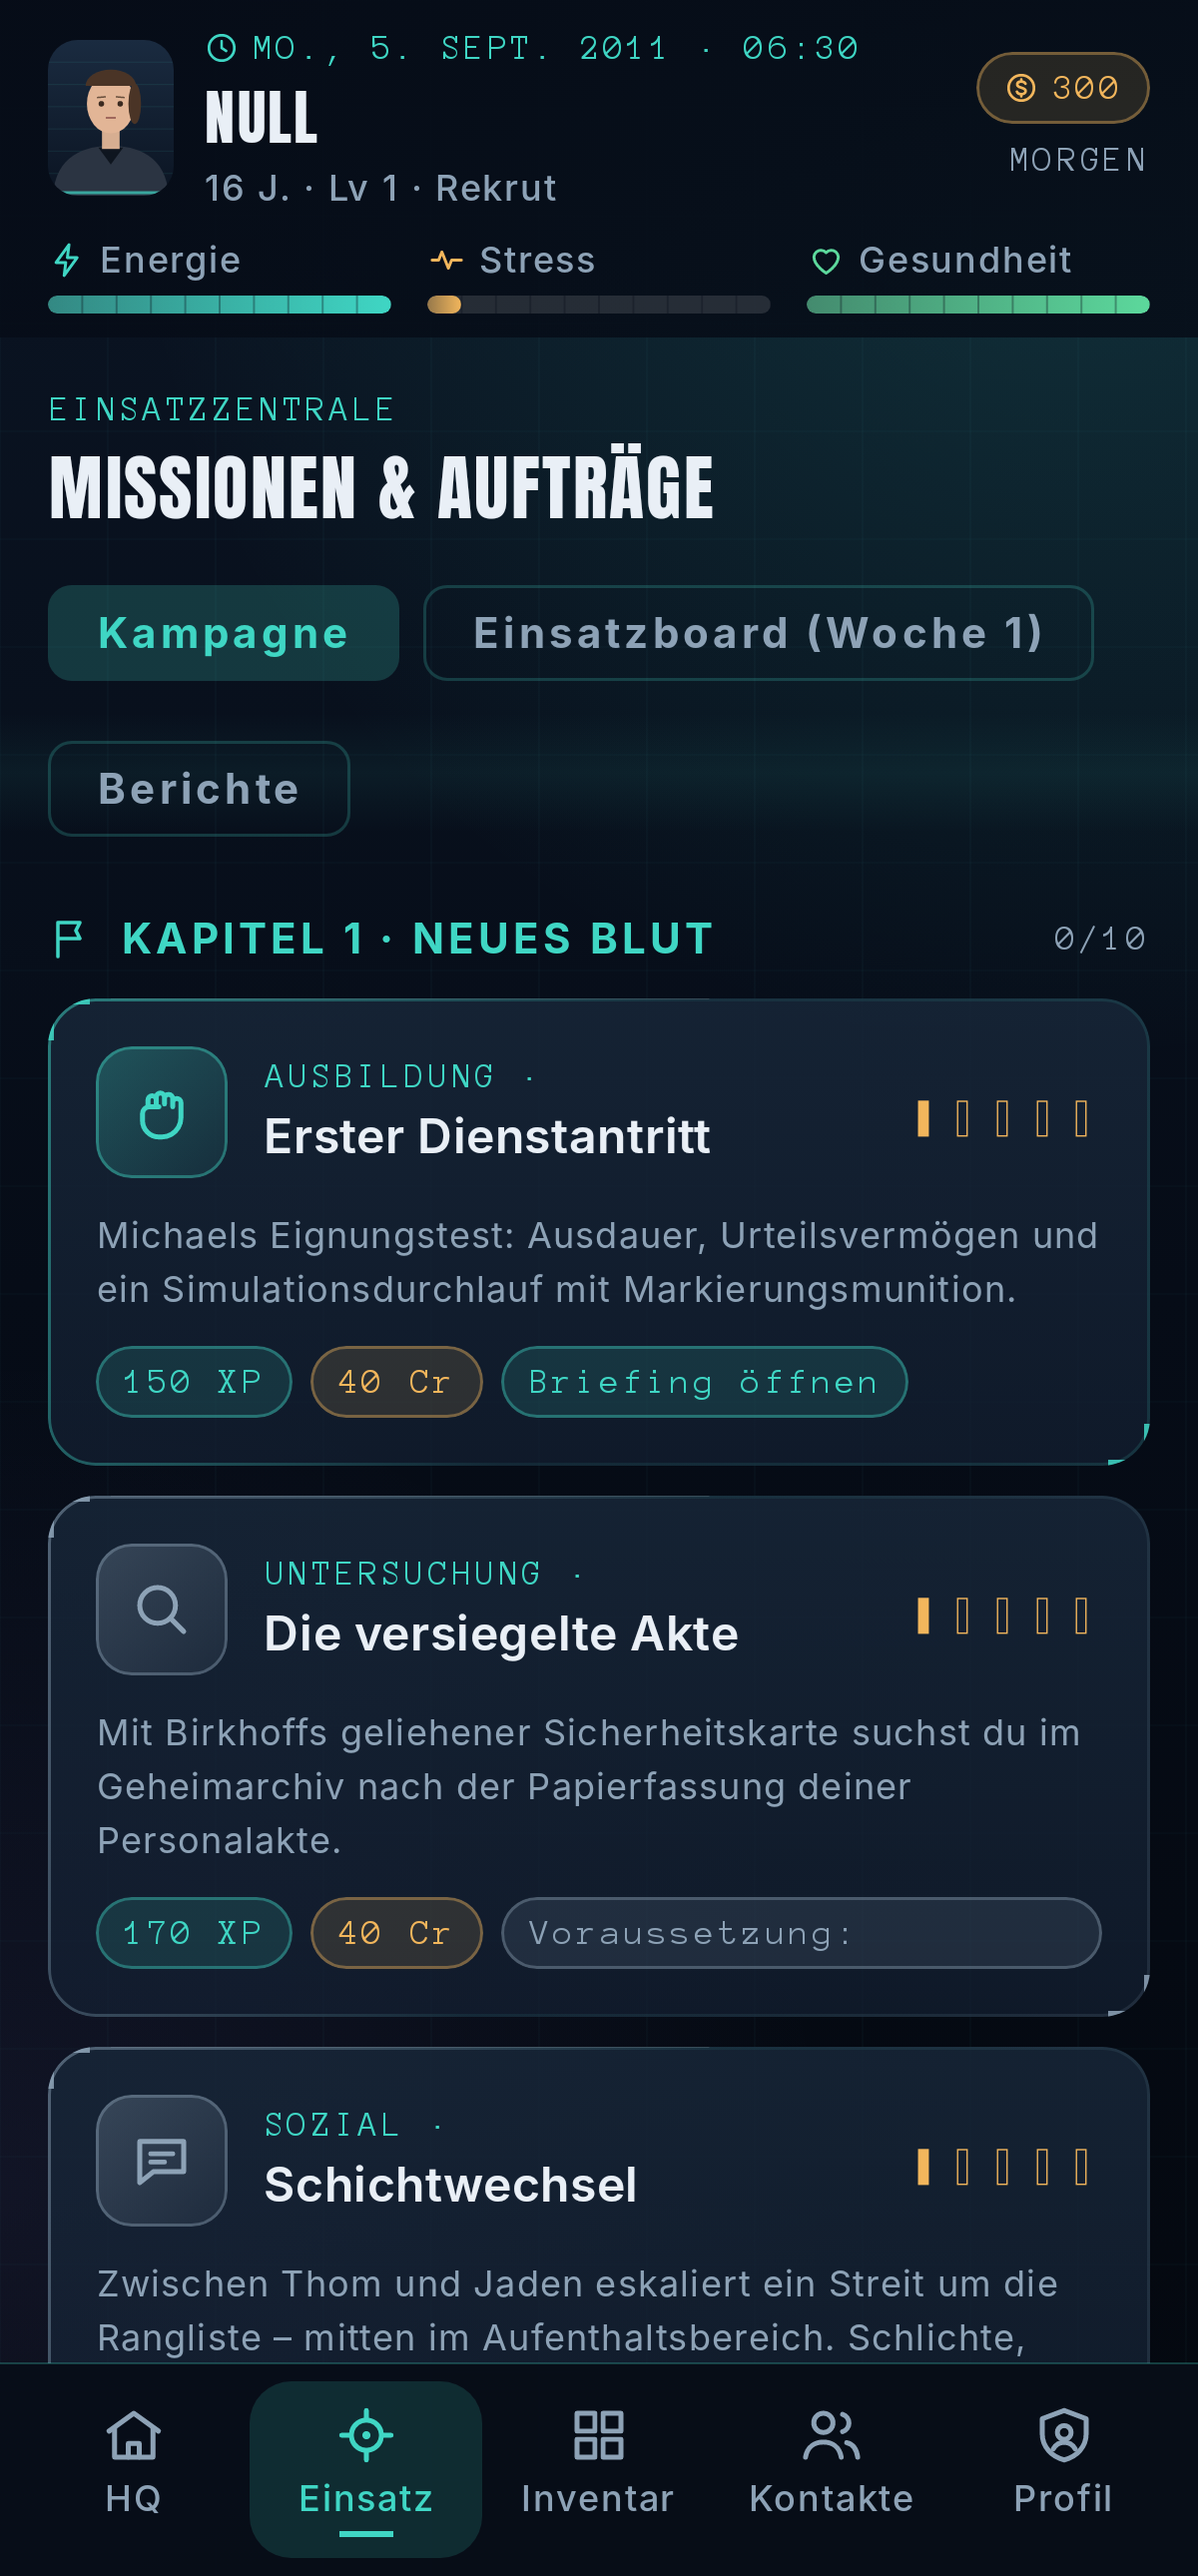 MO., 5. SEPT. 2011 · 06:30
NULL
16 J. · Lv 1 · Rekrut
300
MORGEN
Energie
Stress
Gesundheit
EINSATZZENTRALE
MISSIONEN & AUFTRÄGE
Kampagne
Einsatzboard (Woche 1)
Berichte
KAPITEL 1 · NEUES BLUT
0/10
AUSBILDUNG ·
Erster Dienstantritt
Michaels Eignungstest: Ausdauer, Urteilsvermögen und
ein Simulationsdurchlauf mit Markierungsmunition.
150 XP
40 Cr
Briefing öffnen
UNTERSUCHUNG ·
Die versiegelte Akte
Mit Birkhoffs geliehener Sicherheitskarte suchst du im
Geheimarchiv nach der Papierfassung deiner
Personalakte.
170 XP
40 Cr
Voraussetzung:
SOZIAL ·
Schichtwechsel
Zwischen Thom und Jaden eskaliert ein Streit um die
Rangliste – mitten im Aufenthaltsbereich. Schlichte,
HQ
Einsatz
Inventar
Kontakte
Profil